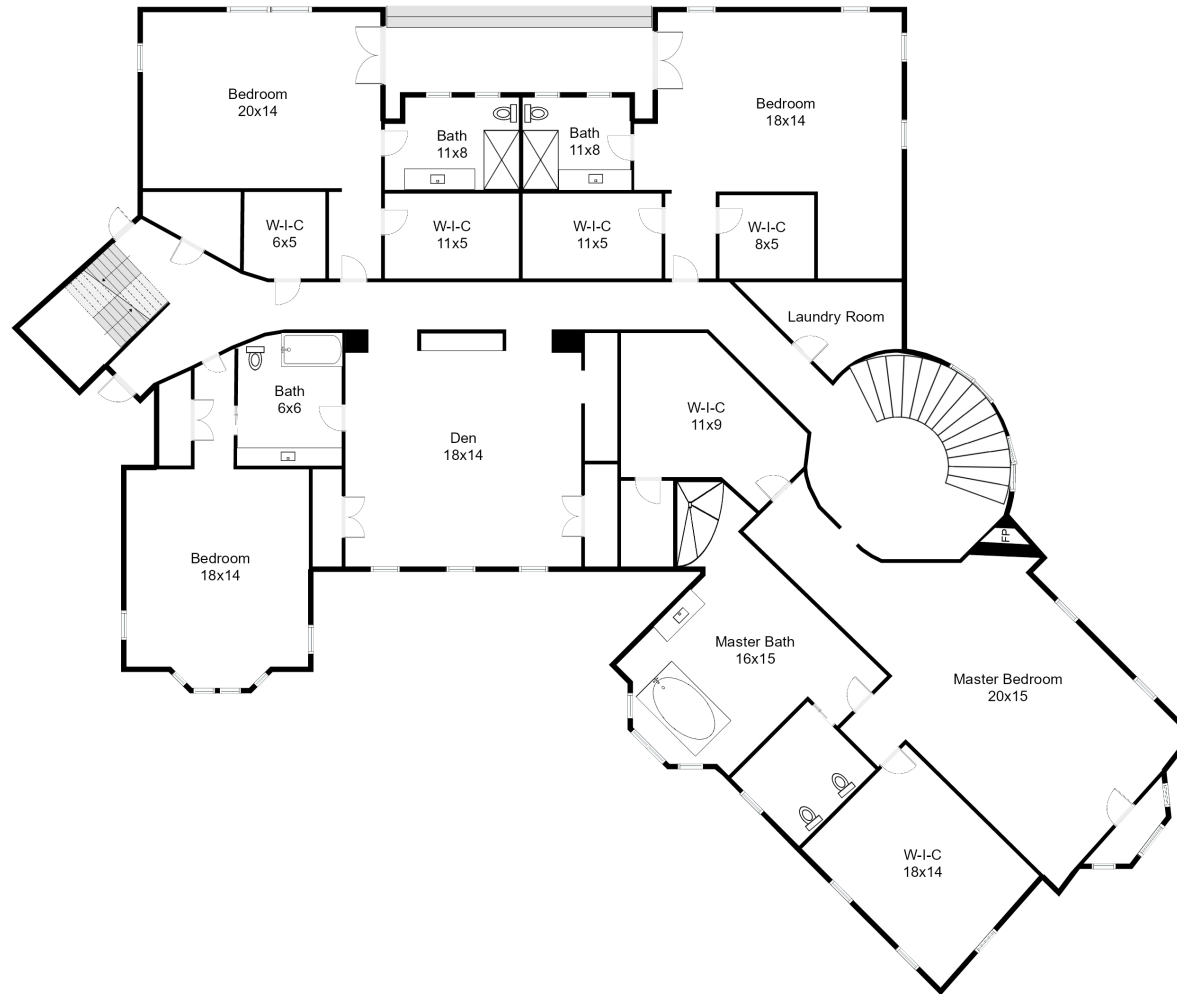 Bedroom
20x14
Bedroom
18x14
Bath
11x8
Bath
11x8
W-I-C
6x5
W-I-C
11x5
W-I-C
11x5
W-I-C
8x5
Laundry Room
Bath
6x6
W-I-C
11x9
Den
18x14
FP
Bedroom
18x14
Master Bath
16x15
Master Bedroom
20x15
W-I-C
18x14